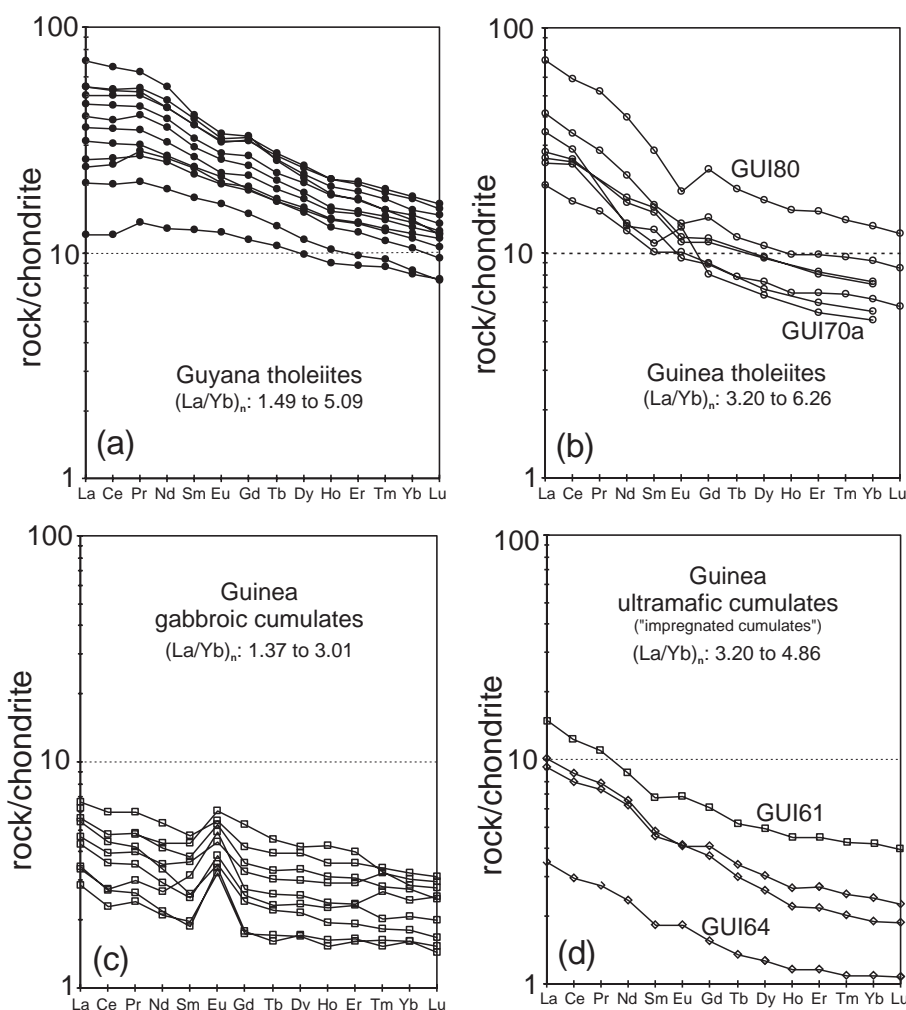 100
10
1
rock/chondrite
Guyana tholeiites
(La/Yb)n: 1.49 to 5.09
(a)
La Ce Pr Nd Sm Eu Gd Tb Dy Ho Er Tm Yb Lu
100
10
1
rock/chondrite
GUI80
GUI70a
Guinea tholeiites
(La/Yb)n: 3.20 to 6.26
(b)
La Ce Pr Nd Sm Eu Gd Tb Dy Ho Er Tm Yb Lu
100
10
1
rock/chondrite
Guinea
gabbroic cumulates
(La/Yb)n: 1.37 to 3.01
(c)
La Ce Pr Nd Sm Eu Gd Tb Dy Ho Er Tm Yb Lu
100
10
1
rock/chondrite
Guinea
ultramafic cumulates
("impregnated cumulates")
(La/Yb)n: 3.20 to 4.86
GUI61
GUI64
(d)
La Ce Pr Nd Sm Eu Gd Tb Dy Ho Er Tm Yb Lu